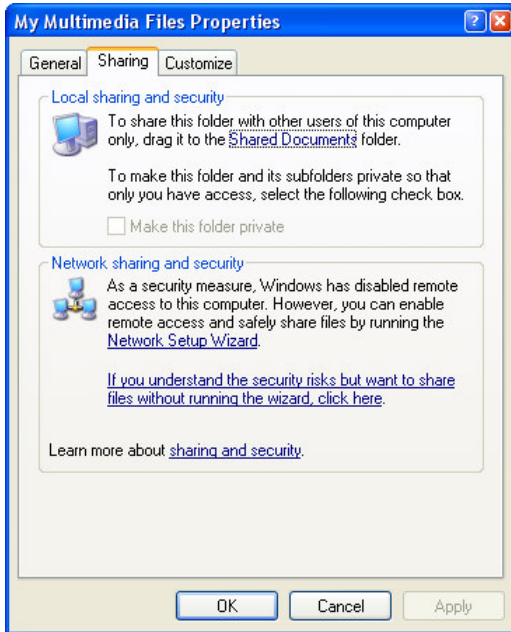 My Multimedia Files Properties
General Sharing Customize
Local sharing and security
To share this folder with other users of this computer
only, drag it to the Shared Documents folder.
To make this folder and its subfolders private so that
only you have access, select the following check box.
Make this folder private
Network sharing and security
As a security measure, Windows has disabled remote
access to this computer. However, you can enable
remote access and safely share files by running the
Network Setup Wizard.
If you understand the security risks but want to share
files without running the wizard, click here.
Learn more about sharing and security.
OK Cancel Apply